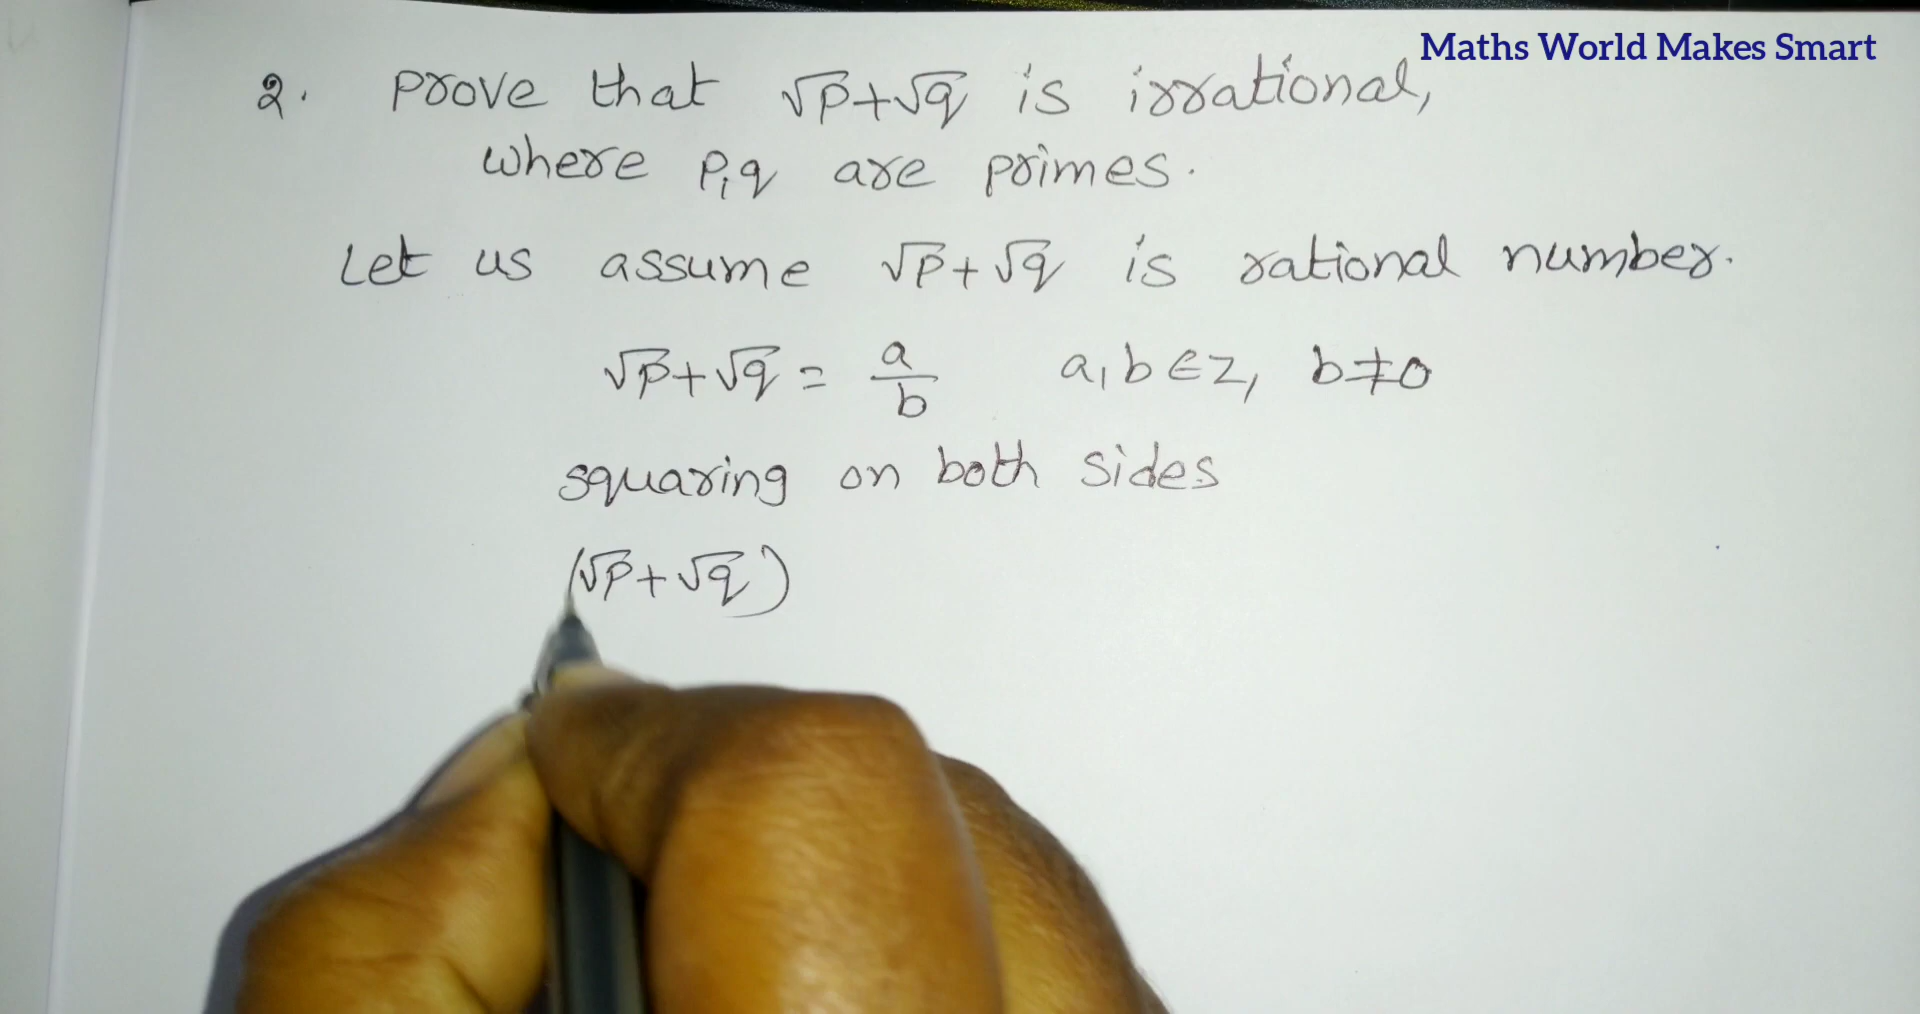 Maths World Makes Smart
2. Prove that √p+√q is irrational,
where p,q are primes.
Let us assume √p+√q is rational number.
√p+√q = a/b a,b∈Z, b≠0
squaring on both sides
(√p+√q)